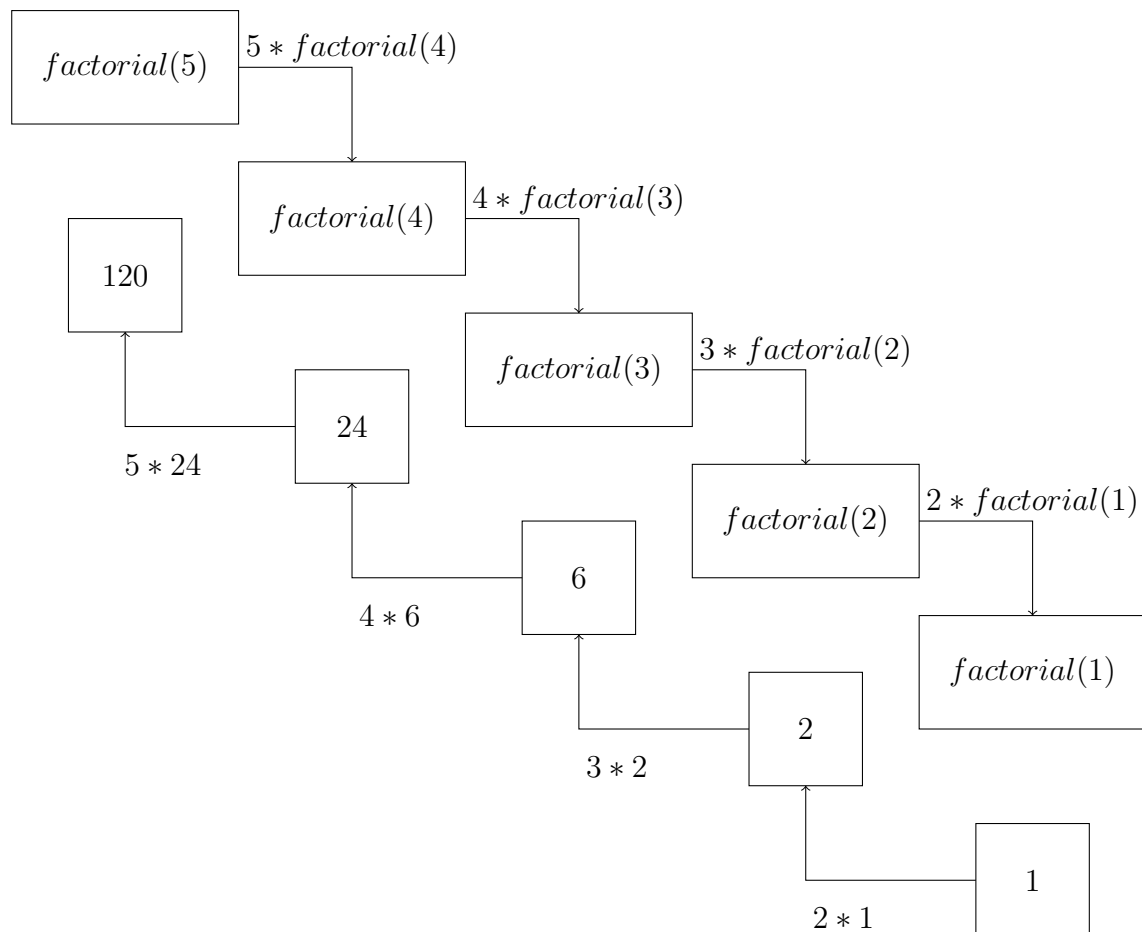 factorial(5)
5 ∗ factorial(4)
factorial(4)
4 ∗ factorial(3)
120
factorial(3)
3 ∗ factorial(2)
24
5 ∗ 24
factorial(2)
2 ∗ factorial(1)
6
4 ∗ 6
factorial(1)
2
3 ∗ 2
1
2 ∗ 1